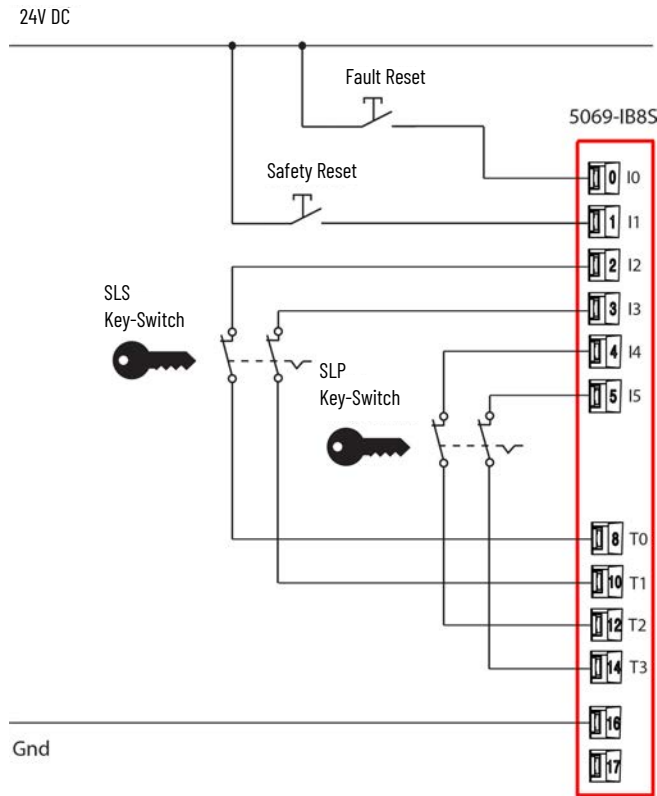 24V DC
Fault Reset
5069-IB8S
0 I0
Safety Reset
1 I1
2 I2
SLS
Key-Switch
3 I3
4 I4
SLP
Key-Switch
5 I5
8 T0
10 T1
12 T2
14 T3
16
Gnd
17